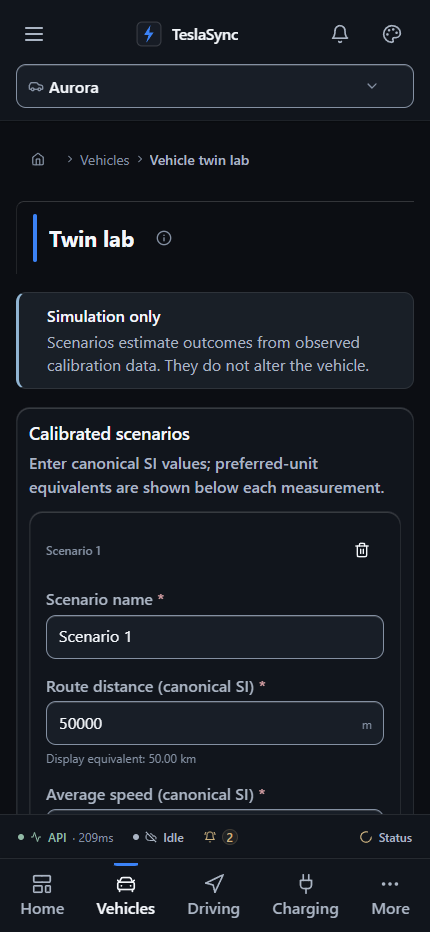 TeslaSync
Aurora
Vehicles
Vehicle twin lab
Twin lab
Simulation only
Scenarios estimate outcomes from observed
calibration data. They do not alter the vehicle.
Calibrated scenarios
Enter canonical SI values; preferred-unit
equivalents are shown below each measurement.
Scenario 1
Scenario name *
Scenario 1
Route distance (canonical SI) *
50000
m
Display equivalent: 50.00 km
Average speed (canonical SI) *
API · 209ms
Idle
2
Status
Home
Vehicles
Driving
Charging
More